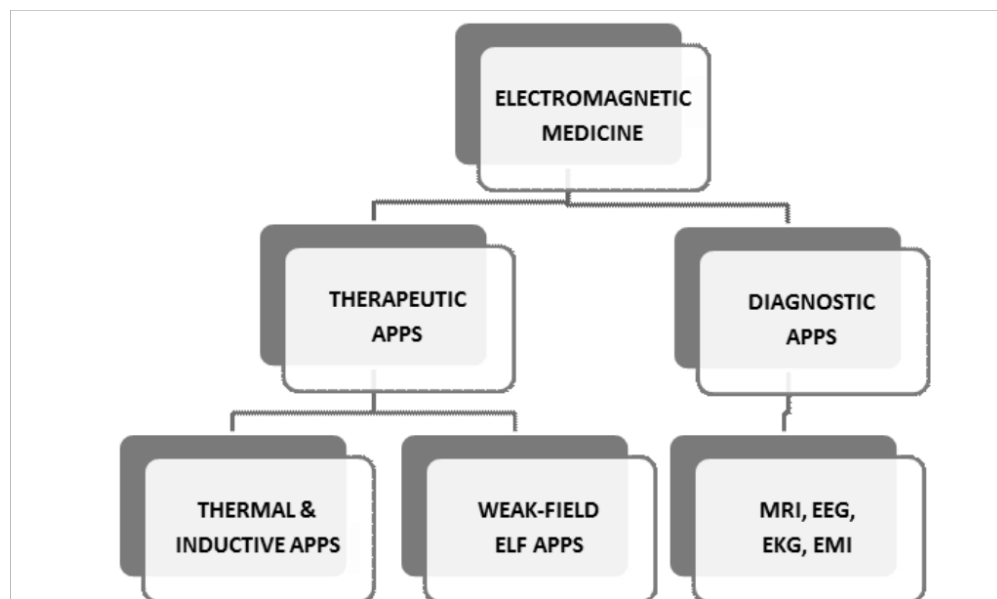 ELECTROMAGNETIC
MEDICINE
THERAPEUTIC
APPS
DIAGNOSTIC
APPS
THERMAL &
INDUCTIVE APPS
WEAK-FIELD
ELF APPS
MRI, EEG,
EKG, EMI